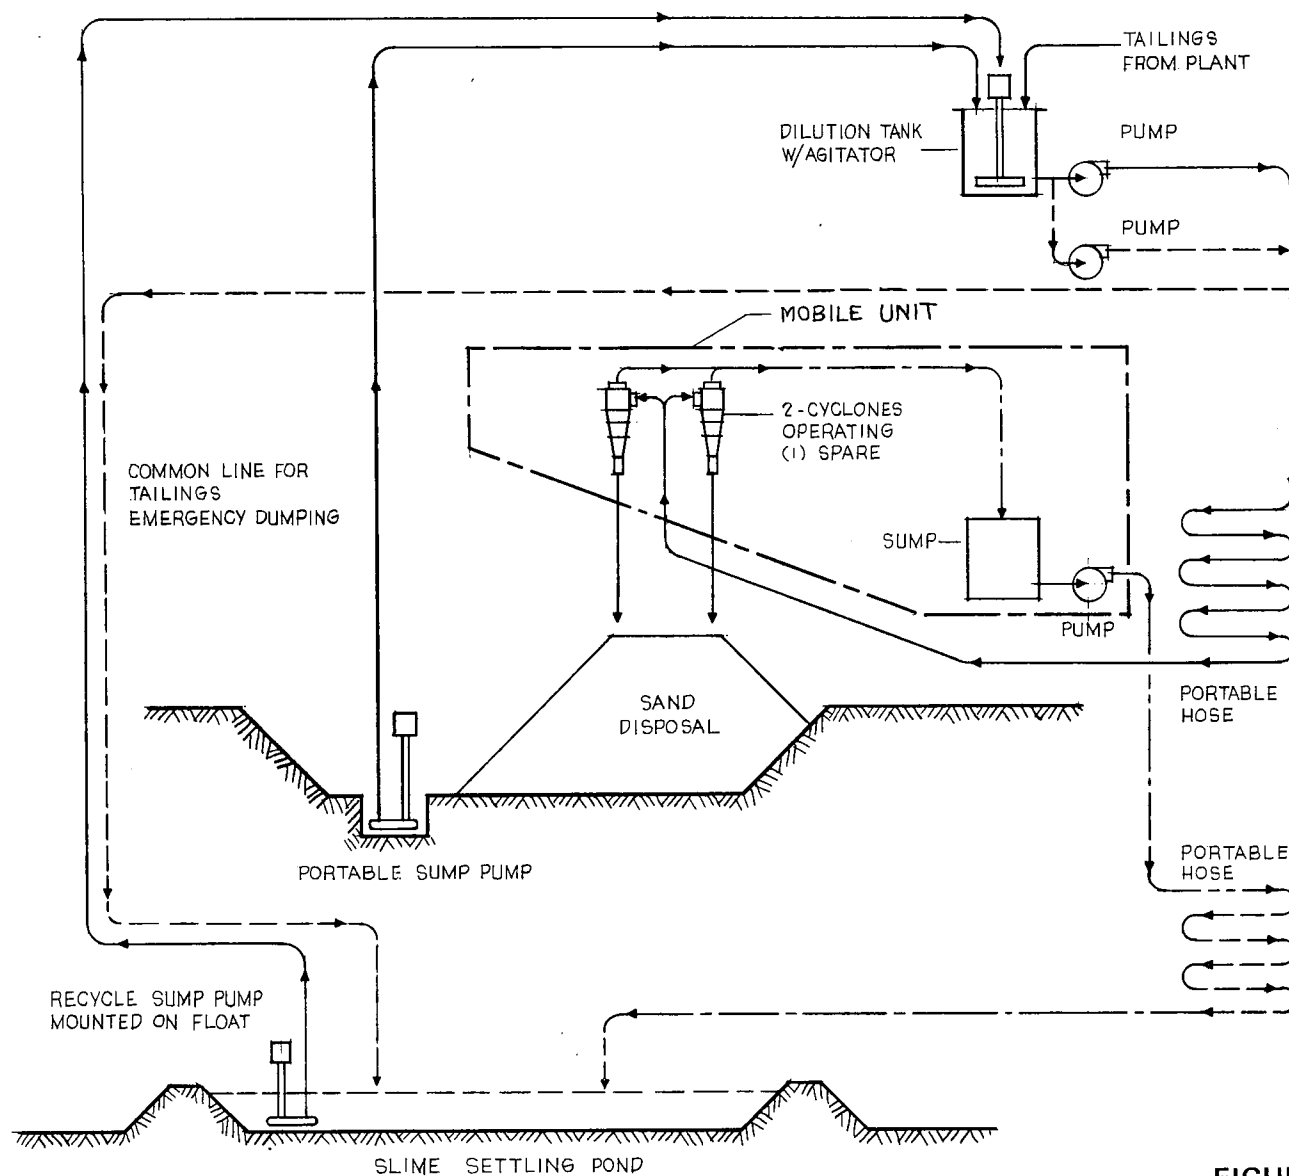 TAILINGS
FROM PLANT
DILUTION TANK
W/AGITATOR
PUMP
PUMP
MOBILE UNIT
2-CYCLONES
OPERATING
(1) SPARE
COMMON LINE FOR
TAILINGS
EMERGENCY DUMPING
SUMP
PUMP
SAND
DISPOSAL
PORTABLE
HOSE
PORTABLE SUMP PUMP
PORTABLE
HOSE
RECYCLE SUMP PUMP
MOUNTED ON FLOAT
SLIME SETTLING POND
FIGU